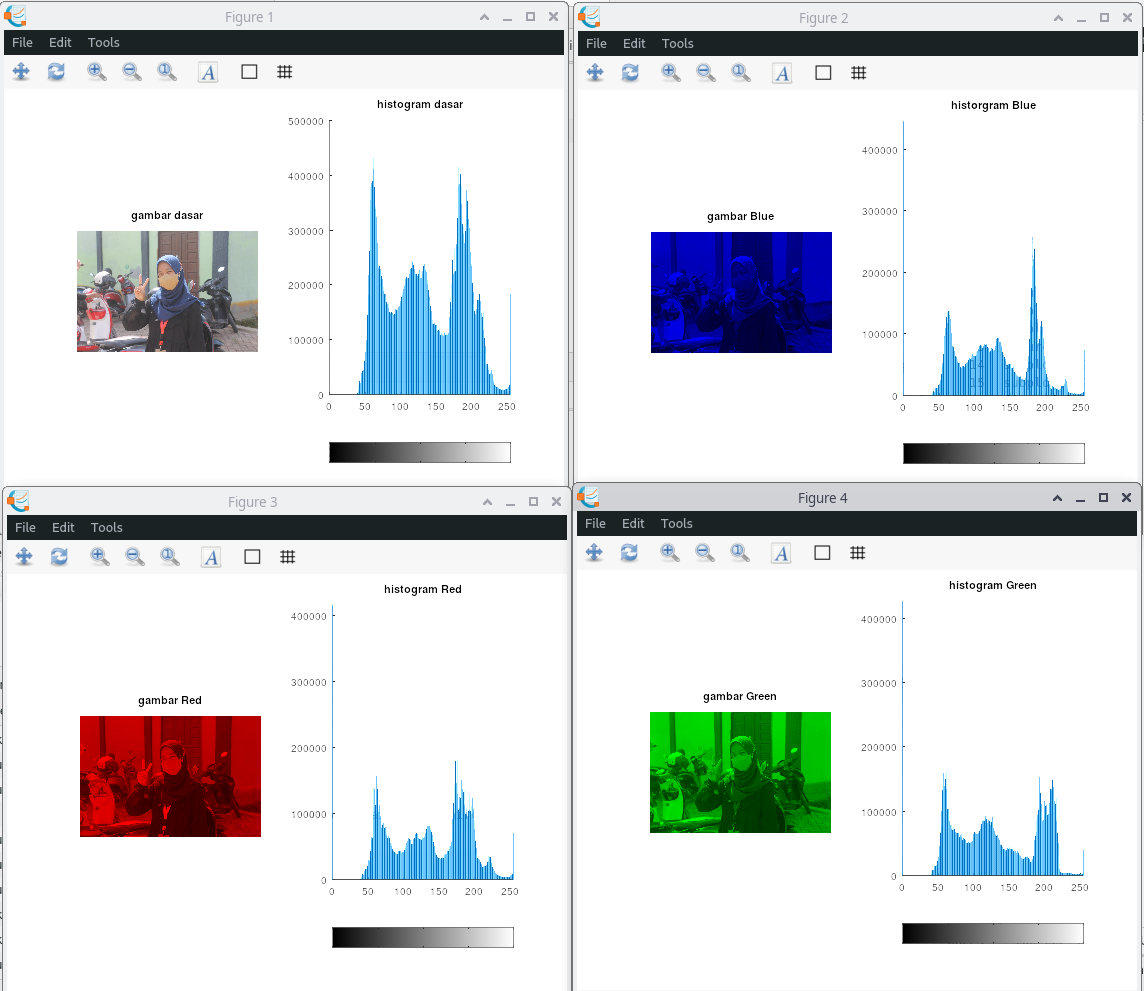 Figure 1
File Edit Tools
A
histogram dasar
500000
400000
300000
200000
100000
0
0 50 100 150 200 250
gambar dasar
Figure 2
File Edit Tools
A
historgram Blue
400000
300000
200000
100000
0
0 50 100 150 200 250
gambar Blue
Figure 3
File Edit Tools
A
histogram Red
400000
300000
200000
100000
0
0 50 100 150 200 250
gambar Red
Figure 4
File Edit Tools
A
histogram Green
400000
300000
200000
100000
0
0 50 100 150 200 250
gambar Green